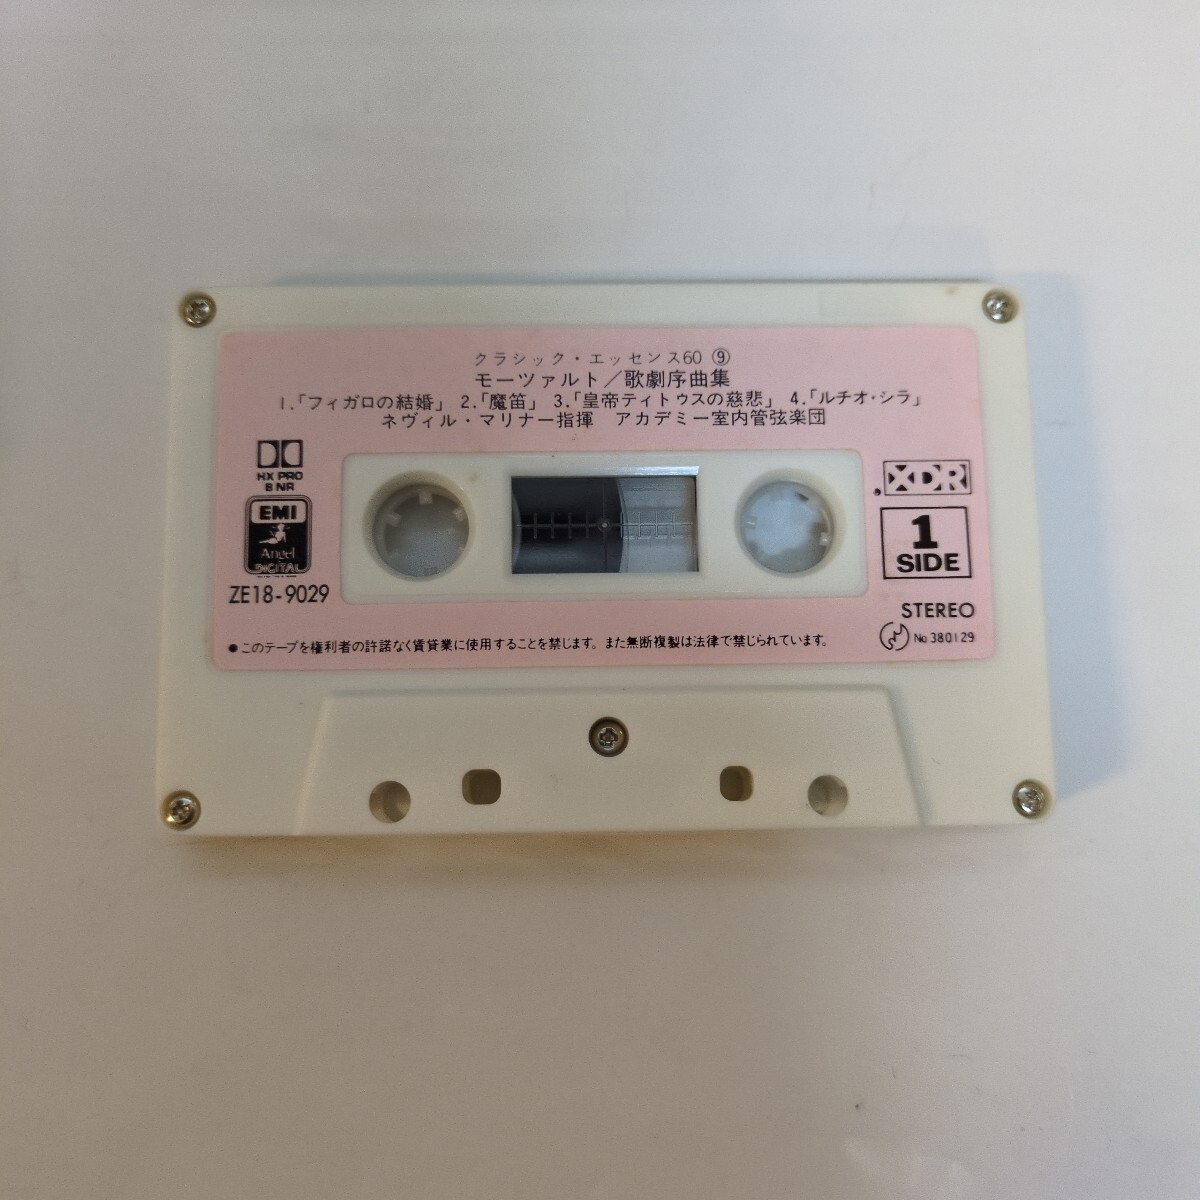 クラシック・エッセンス60 ⑨
モーツァルト／歌劇序曲集
1.「フィガロの結婚」 2.「魔笛」 3.「皇帝ティトゥスの慈悲」 4.「ルチオ・シラ」
ネヴィル・マリナー指揮 アカデミー室内管弦楽団
HX PRO
B NR
EMI
Angel
DIGITAL
ZE18-9029
XDR
1
SIDE
STEREO
No.380129
●このテープを権利者の許諾なく賃貸業に使用することを禁じます。また無断複製は法律で禁じられています。